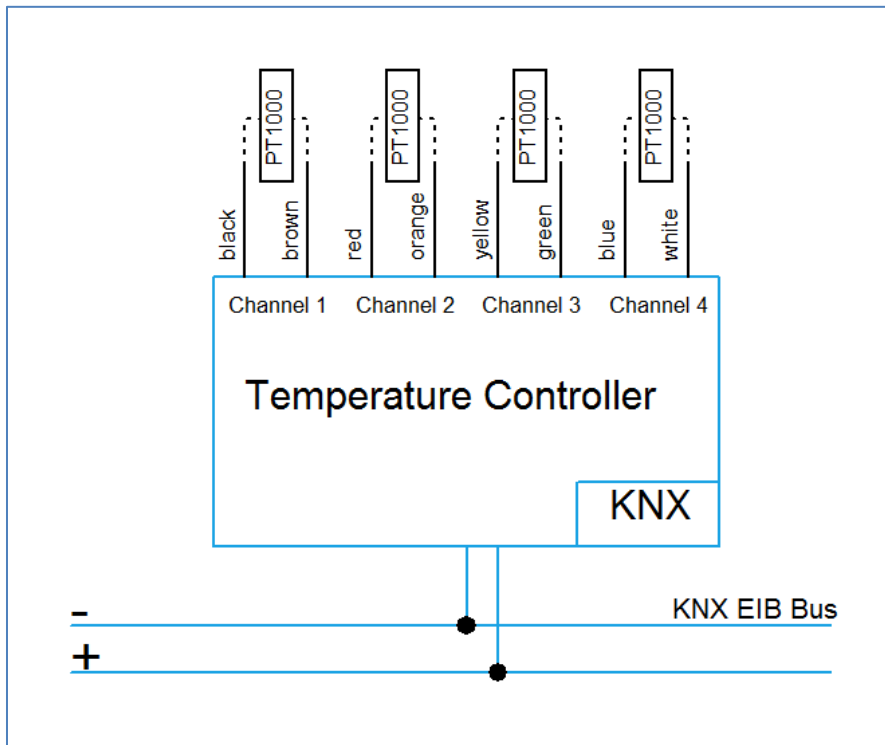 PT1000 PT1000 PT1000 PT1000
black brown red orange yellow green blue white
Channel 1 Channel 2 Channel 3 Channel 4
Temperature Controller
KNX
- KNX EIB Bus
+